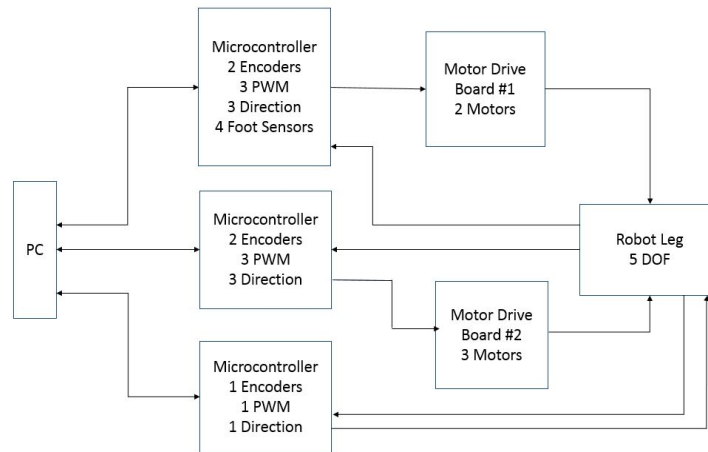 Microcontroller
2 Encoders
3 PWM
3 Direction
4 Foot Sensors
Motor Drive
Board #1
2 Motors
PC
Microcontroller
2 Encoders
3 PWM
3 Direction
Robot Leg
5 DOF
Motor Drive
Board #2
3 Motors
Microcontroller
1 Encoders
1 PWM
1 Direction